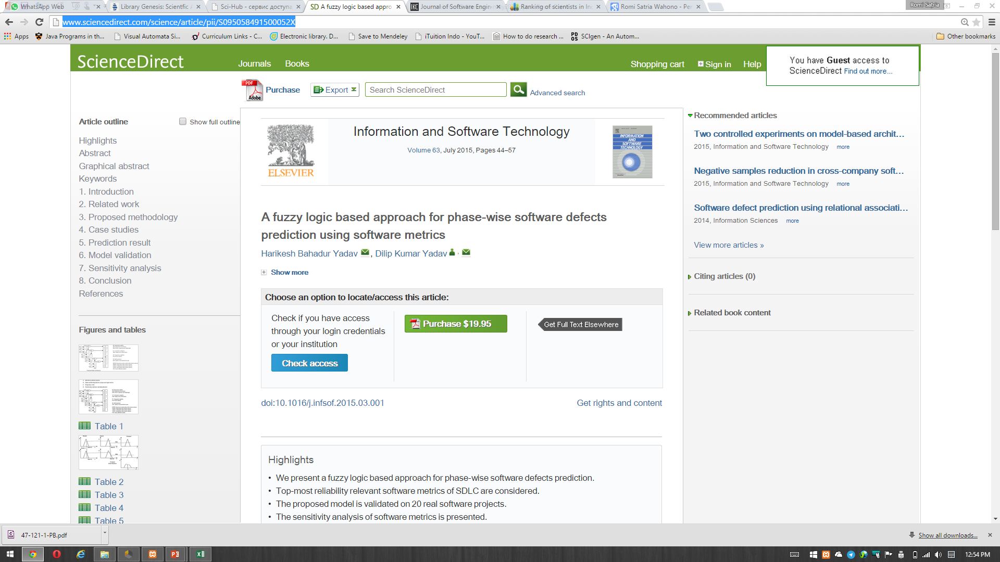 WhatsApp Web
Library Genesis: Scientific A
Sci-Hub - сервис доступа
SD A fuzzy logic based appro
IKC Journal of Software Engin
Ranking of scientists in In
Romi Satria Wahono - Per
Romi Satria
www.sciencedirect.com/science/article/pii/S095058491500052X
Apps
Java Programs in th...
Visual Automata Si...
Curriculum Links - C...
Electronic library. D...
Save to Mendeley
iTuition Indo - YouT...
How to do research ...
PD OS SCIgen - An Autom...
Other bookmarks
ScienceDirect
Journals
Books
Shopping cart
Sign in
Help
You have Guest access to
ScienceDirect Find out more...
PDF
Adobe
Purchase
Export
Search ScienceDirect
Advanced search
Article outline
Show full outline
Highlights
Abstract
Graphical abstract
Keywords
1. Introduction
2. Related work
3. Proposed methodology
4. Case studies
5. Prediction result
6. Model validation
7. Sensitivity analysis
8. Conclusion
References
Figures and tables
Table 1
Table 2
Table 3
Table 4
Table 5
ELSEVIER
Information and Software Technology
Volume 63, July 2015, Pages 44–57
INFORMATION
AND
SOFTWARE
TECHNOLOGY
A fuzzy logic based approach for phase-wise software defects
prediction using software metrics
Harikesh Bahadur Yadav , Dilip Kumar Yadav ,
Show more
Choose an option to locate/access this article:
Check if you have access
through your login credentials
or your institution
Check access
Purchase $19.95
Get Full Text Elsewhere
doi:10.1016/j.infsof.2015.03.001
Get rights and content
Highlights
• We present a fuzzy logic based approach for phase-wise software defects prediction.
• Top-most reliability relevant software metrics of SDLC are considered.
• The proposed model is validated on 20 real software projects.
• The sensitivity analysis of software metrics is presented.
Recommended articles
Two controlled experiments on model-based archit...
2015, Information and Software Technology more
Negative samples reduction in cross-company soft...
2015, Information and Software Technology more
Software defect prediction using relational associati...
2014, Information Sciences more
View more articles »
Citing articles (0)
Related book content
47-121-1-PB.pdf
Show all downloads...
12:54 PM